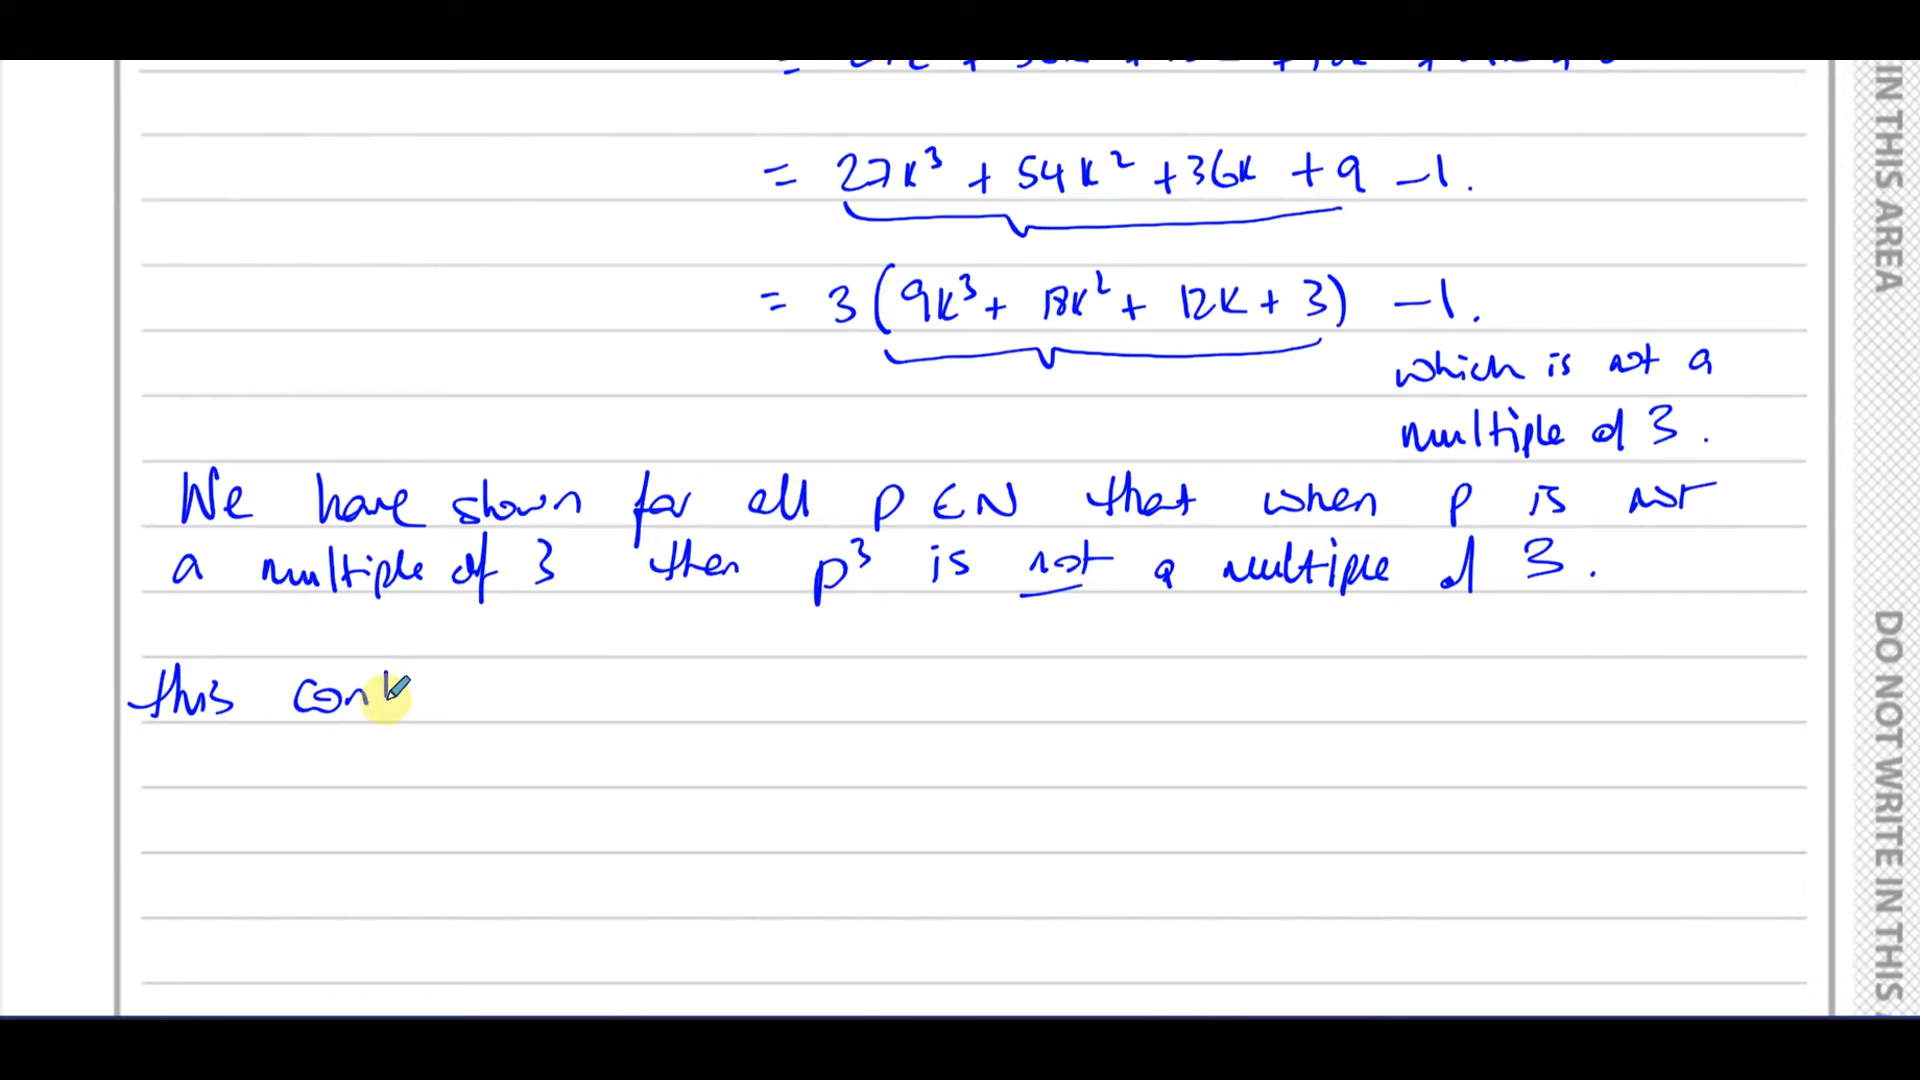 = 27k³ + 54k² + 36k + 9 - 1.
= 3(9k³ + 18k² + 12k + 3) - 1.
which is not a
multiple of 3.
We have shown for all p ∈ N that when p is not
a multiple of 3 then p³ is not a multiple of 3.
this con
IN THIS AREA
DO NOT WRITE IN THIS